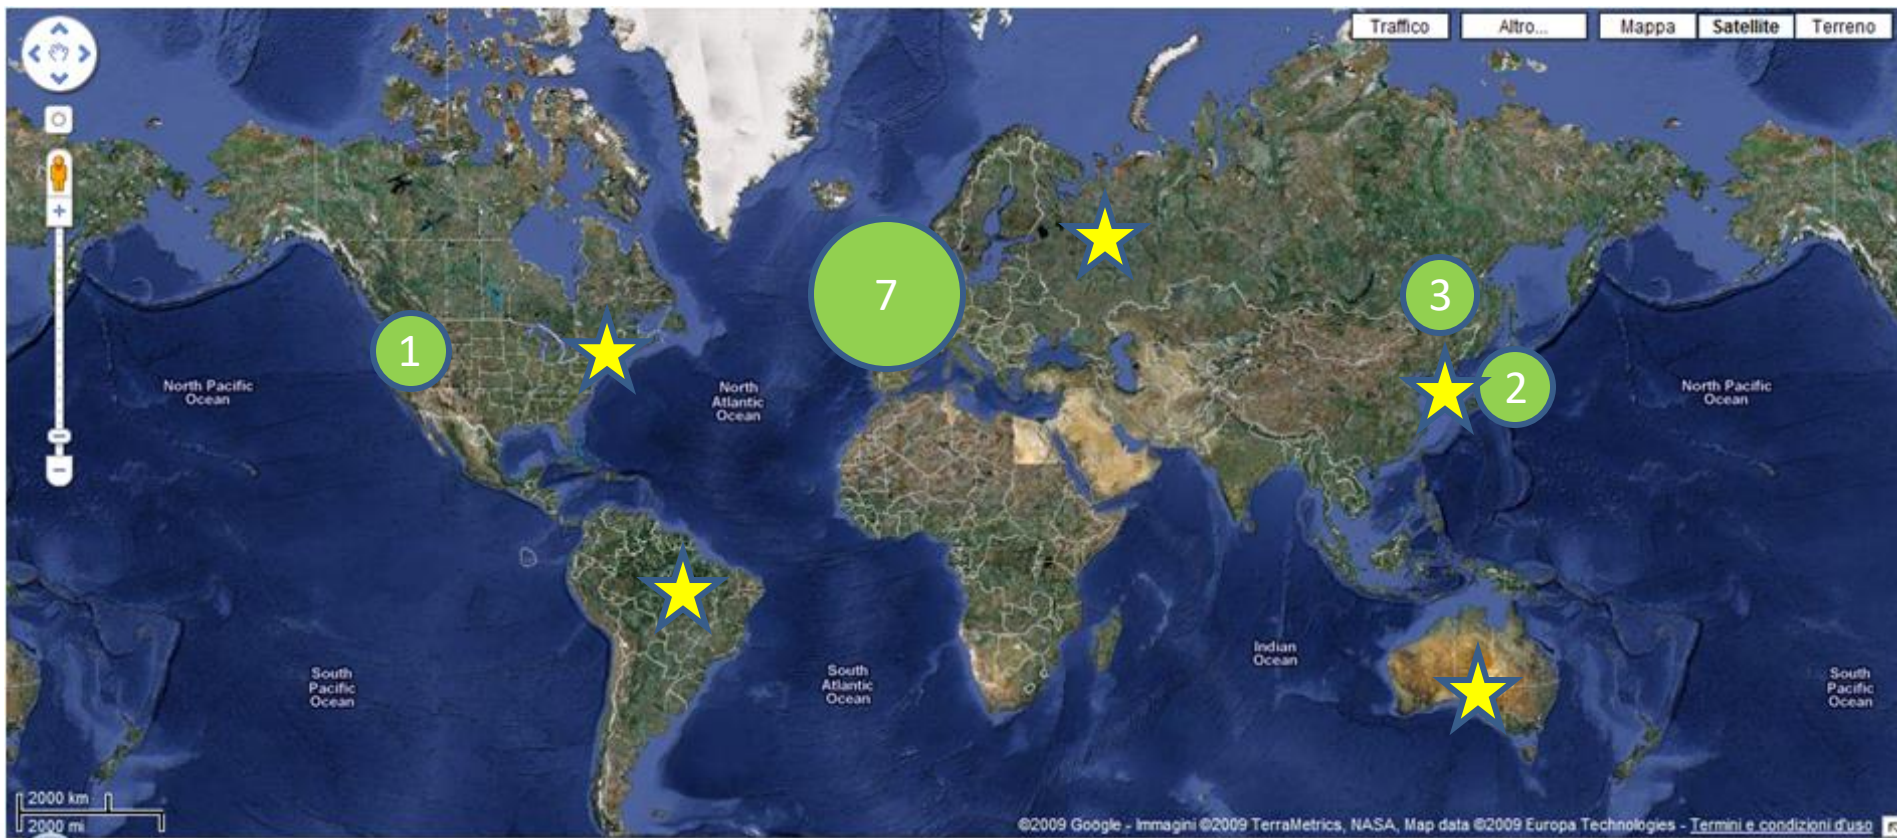 Traffico
Altro...
Mappa
Satellite
Terreno
7
3
1
2
North Pacific
Ocean
North
Atlantic
Ocean
North Pacific
Ocean
South
Pacific
Ocean
South
Atlantic
Ocean
Indian
Ocean
South
Pacific
Ocean
2000 km
2000 mi
©2009 Google - Immagini ©2009 TerraMetrics, NASA, Map data ©2009 Europa Technologies - Termini e condizioni d'uso